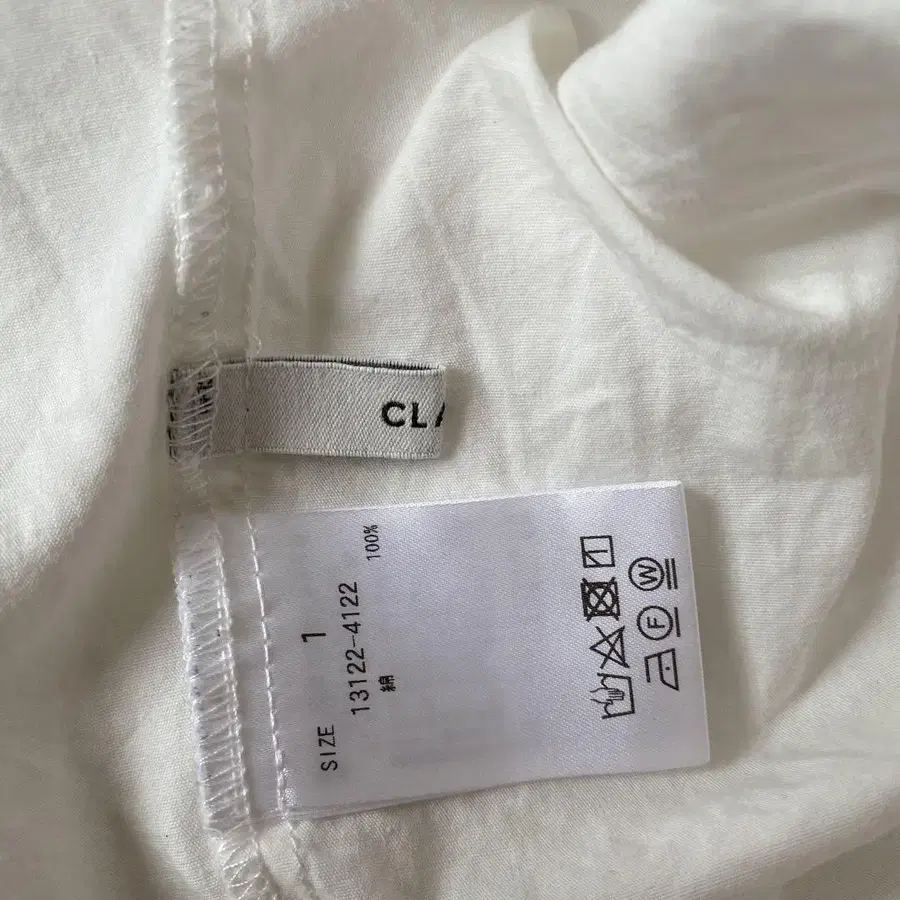 CLA
SIZE 1
13122-4122
綿 100%
W
F